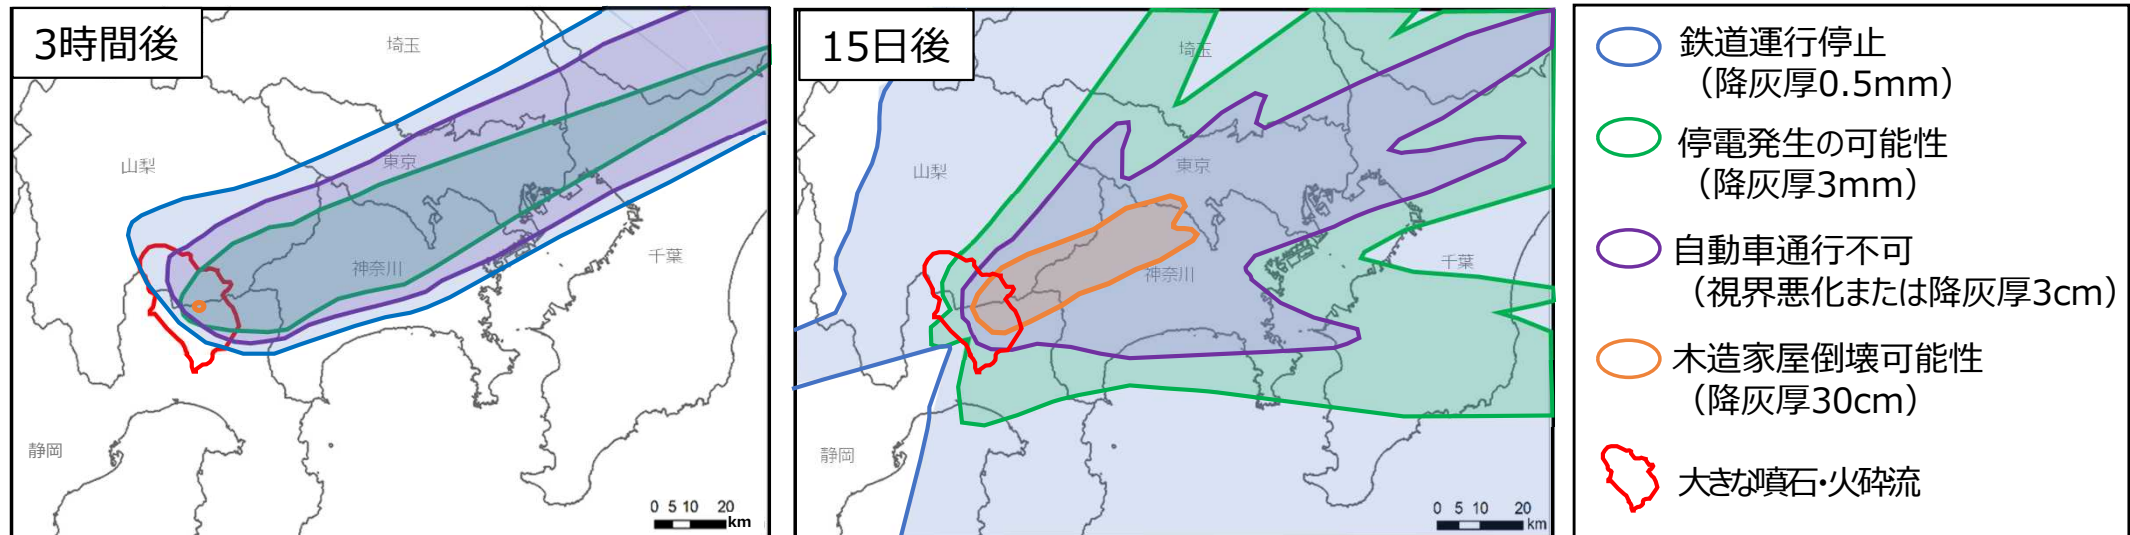 3時間後
埼玉
山梨
東京
神奈川
千葉
静岡
0 5 10 20
km
15日後
埼玉
山梨
東京
神奈川
千葉
静岡
0 5 10 20
km
鉄道運行停止
（降灰厚0.5mm）
停電発生の可能性
（降灰厚3mm）
自動車通行不可
（視界悪化または降灰厚3cm）
木造家屋倒壊可能性
（降灰厚30cm）
大きな噴石・火砕流